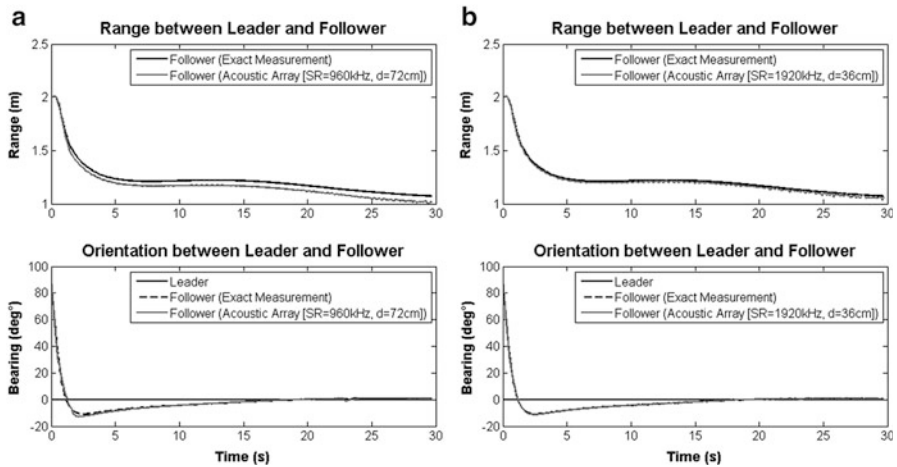 a
Range between Leader and Follower
Range (m)
2.5
2
1.5
1
Follower (Exact Measurement)
Follower (Acoustic Array [SR=960kHz, d=72cm])
0 5 10 15 20 25 30
Orientation between Leader and Follower
Bearing (deg°)
100
80
60
40
20
0
-20
Leader
Follower (Exact Measurement)
Follower (Acoustic Array [SR=960kHz, d=72cm])
0 5 10 15 20 25 30
Time (s)
b
Range between Leader and Follower
Range (m)
2.5
2
1.5
1
Follower (Exact Measurement)
Follower (Acoustic Array [SR=1920kHz, d=36cm])
0 5 10 15 20 25 30
Orientation between Leader and Follower
Bearing (deg°)
100
80
60
40
20
0
-20
Leader
Follower (Exact Measurement)
Follower (Acoustic Array [SR=1920kHz, d=36cm])
0 5 10 15 20 25 30
Time (s)